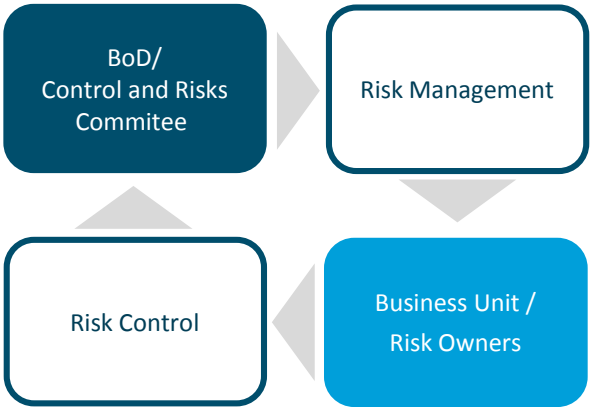 BoD/
Control and Risks
Commitee
Risk Management
Risk Control
Business Unit /
Risk Owners